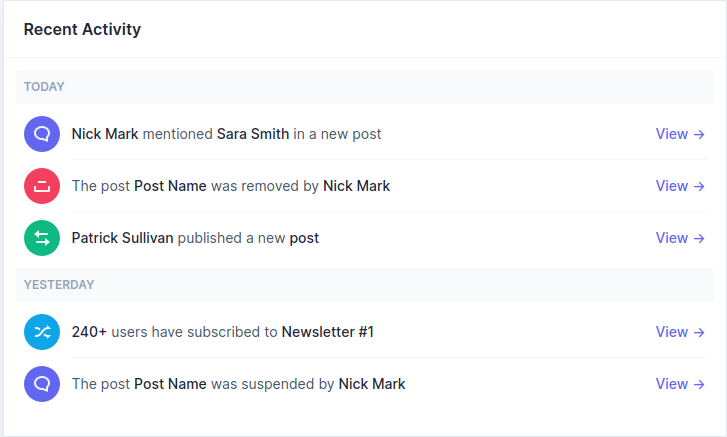 Recent Activity
TODAY
Nick Mark mentioned Sara Smith in a new post View ->
The post Post Name was removed by Nick Mark View ->
Patrick Sullivan published a new post View ->
YESTERDAY
240+ users have subscribed to Newsletter #1 View ->
The post Post Name was suspended by Nick Mark View ->